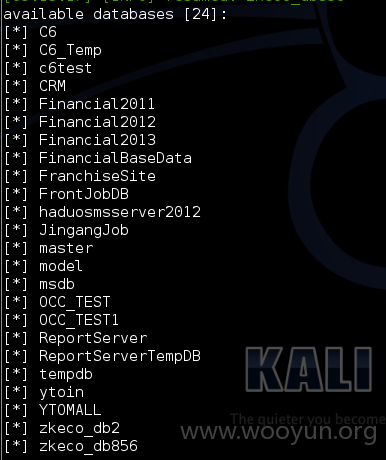 available databases [24]:
[*] C6
[*] C6_Temp
[*] c6test
[*] CRM
[*] Financial2011
[*] Financial2012
[*] Financial2013
[*] FinancialBaseData
[*] FranchiseSite
[*] FrontJobDB
[*] haduosmsserver2012
[*] JingangJob
[*] master
[*] model
[*] msdb
[*] OCC_TEST
[*] OCC_TEST1
[*] ReportServer
[*] ReportServerTempDB
[*] tempdb
[*] ytoin
[*] YTOMALL
[*] zkeco_db2
[*] zkeco_db856
KALI
The quieter you become
www.wooyun.org